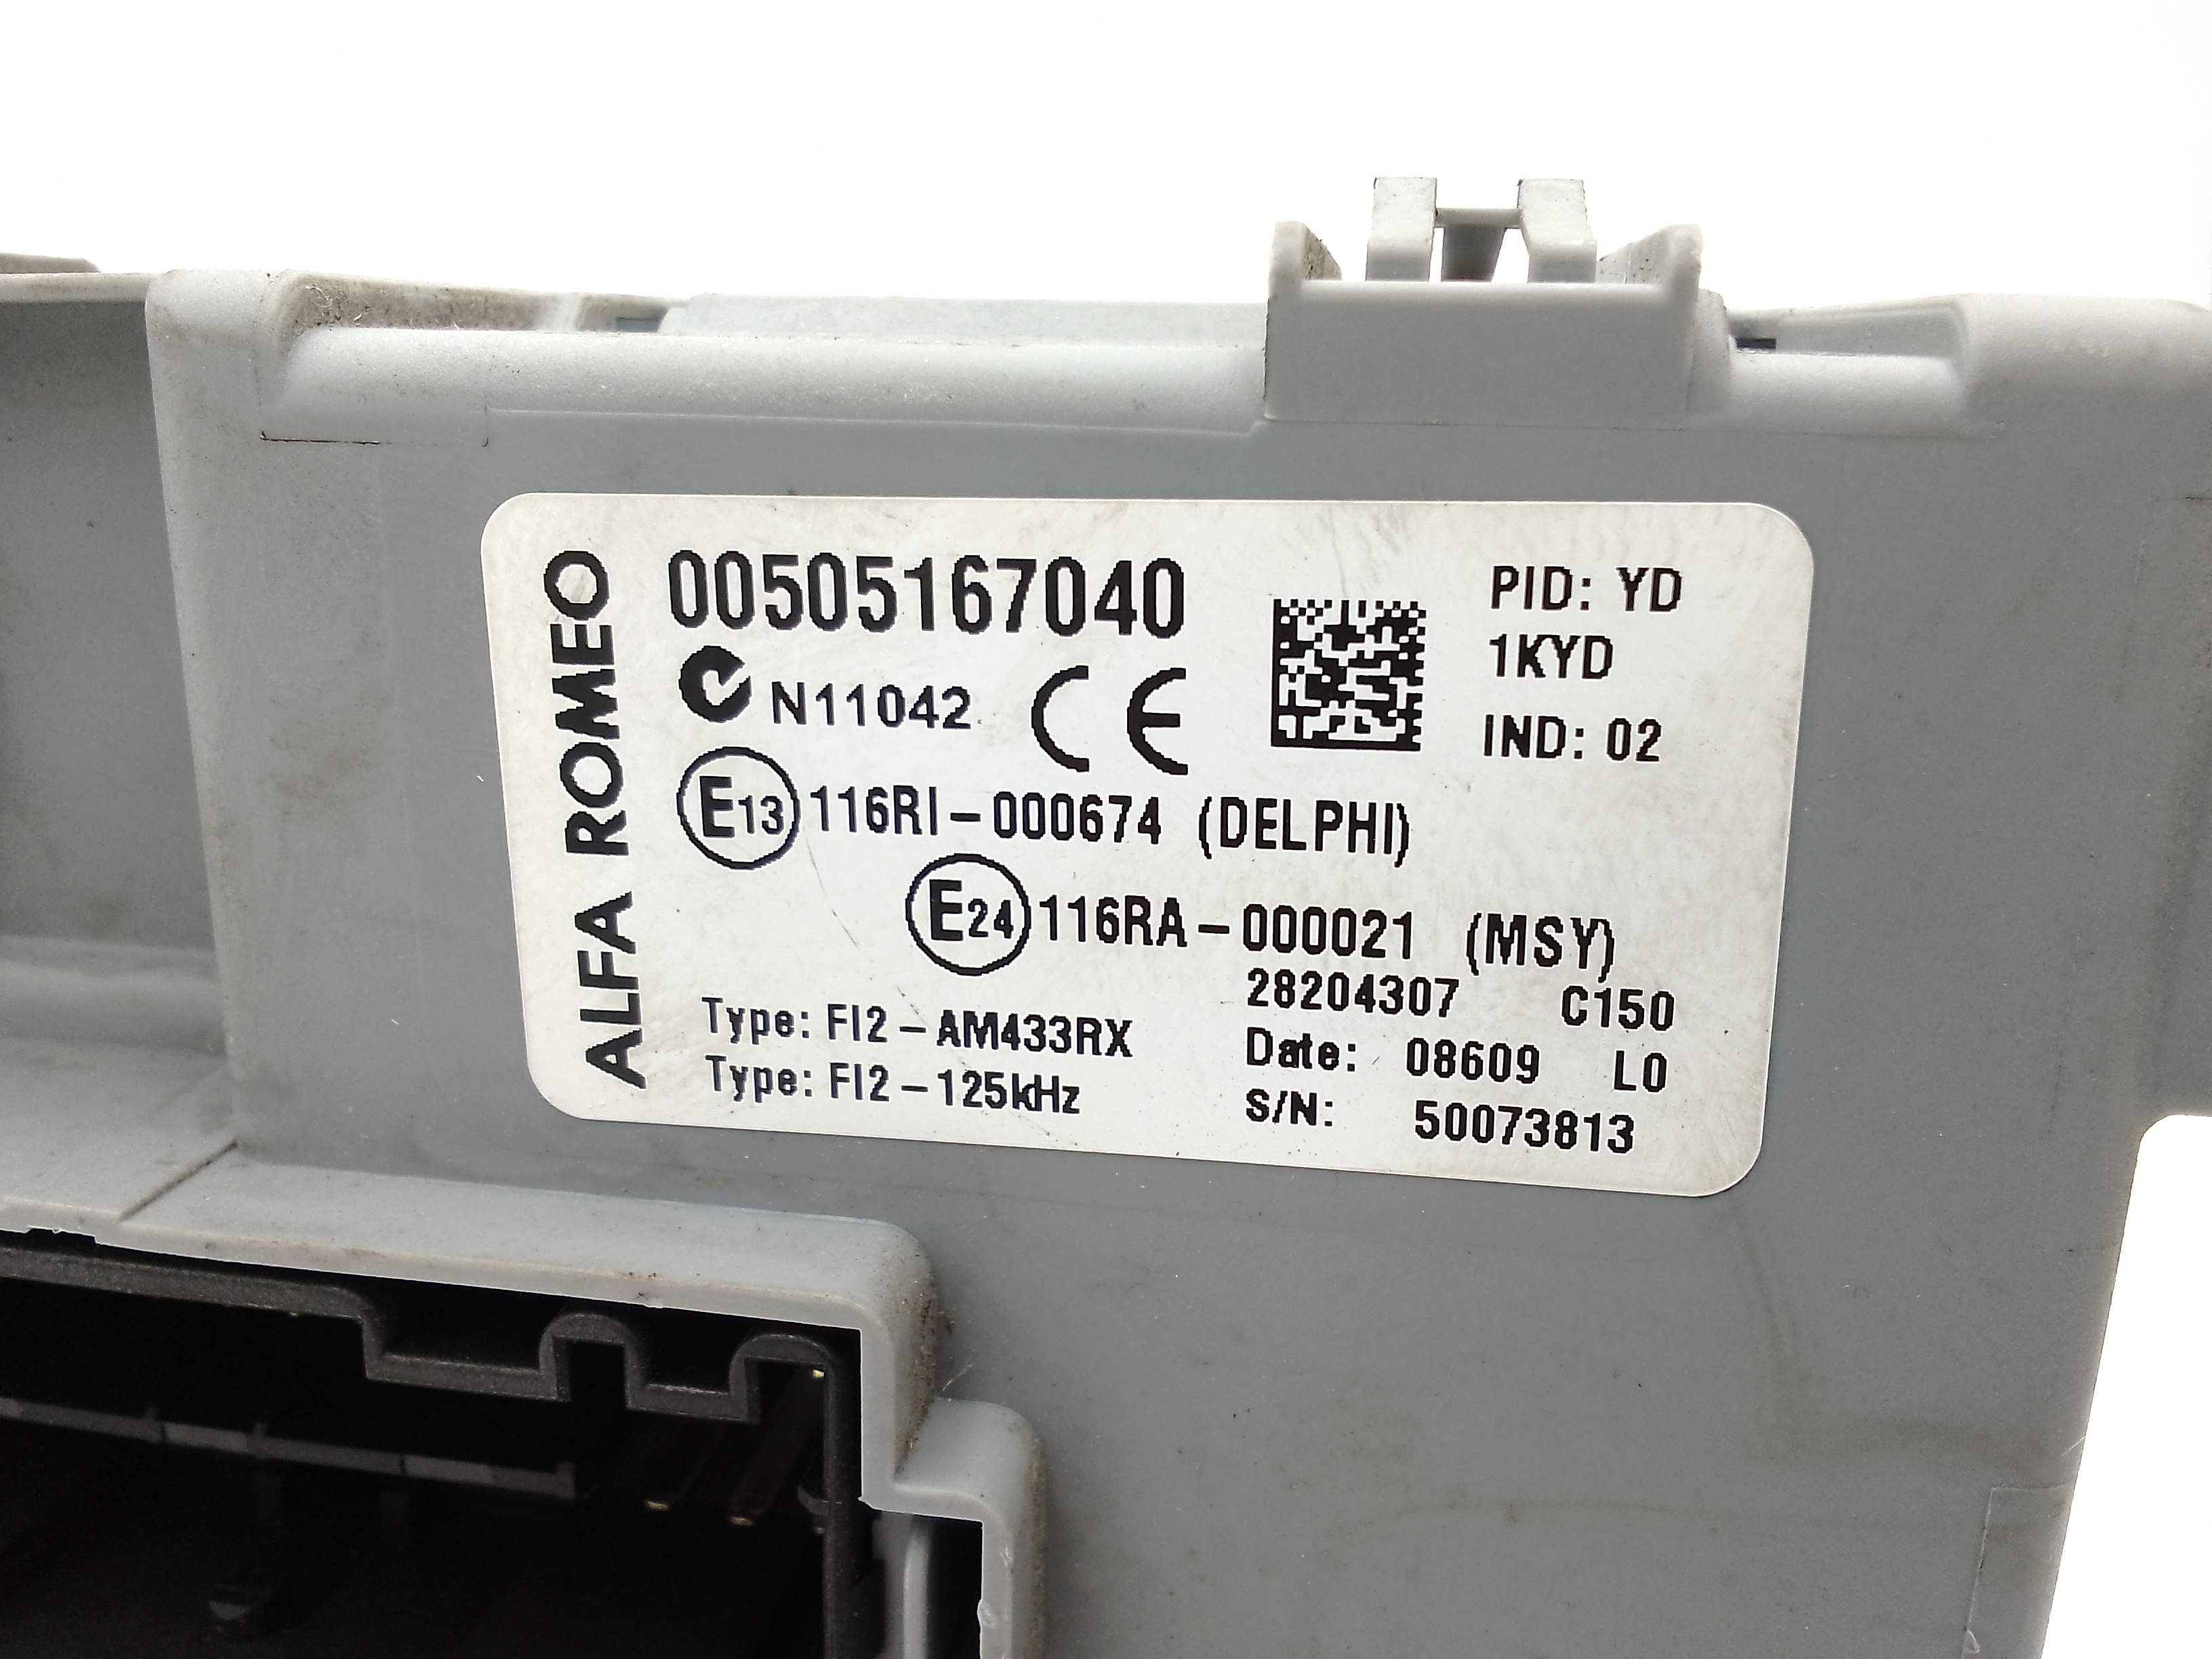 ALFA ROMEO
00505167040
N11042 CE
E13 116RI-000674 (DELPHI)
E24 116RA-000021 (MSY)
Type: FI2-AM433RX
Type: FI2-125kHz
PID: YD
1KYD
IND: 02
28204307 C150
Date: 08609 L0
S/N: 50073813